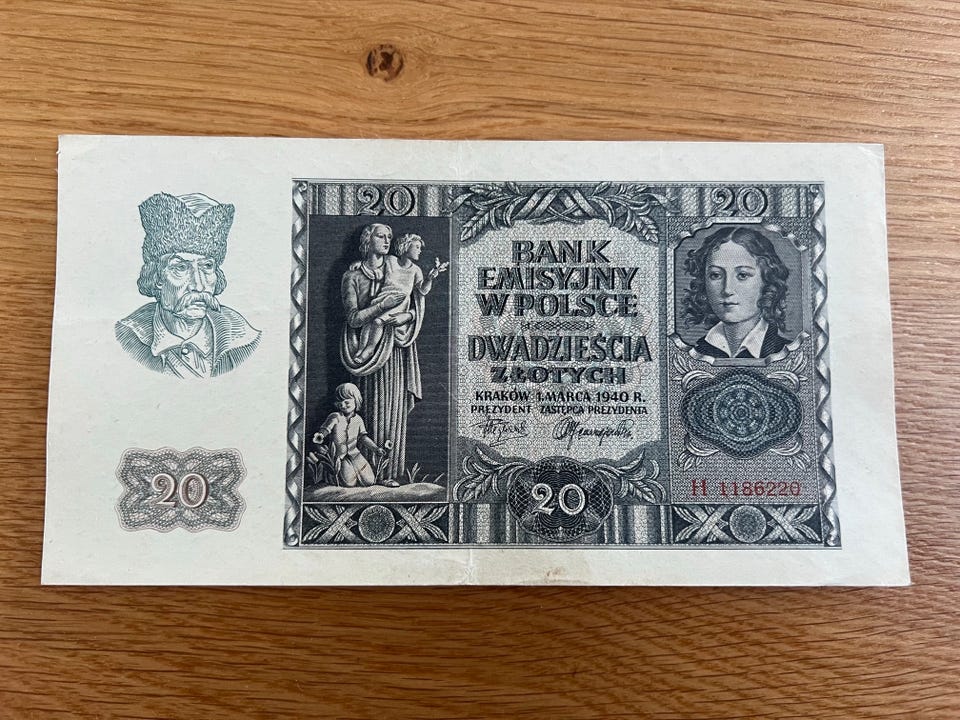 20
20
BANK
EMISYJNY
W POLSCE
DWADZIEŚCIA
ZŁOTYCH
KRAKÓW 1. MARCA 1940 R.
PREZYDENT ZASTĘPCA PREZYDENTA
H 1186220
20
20